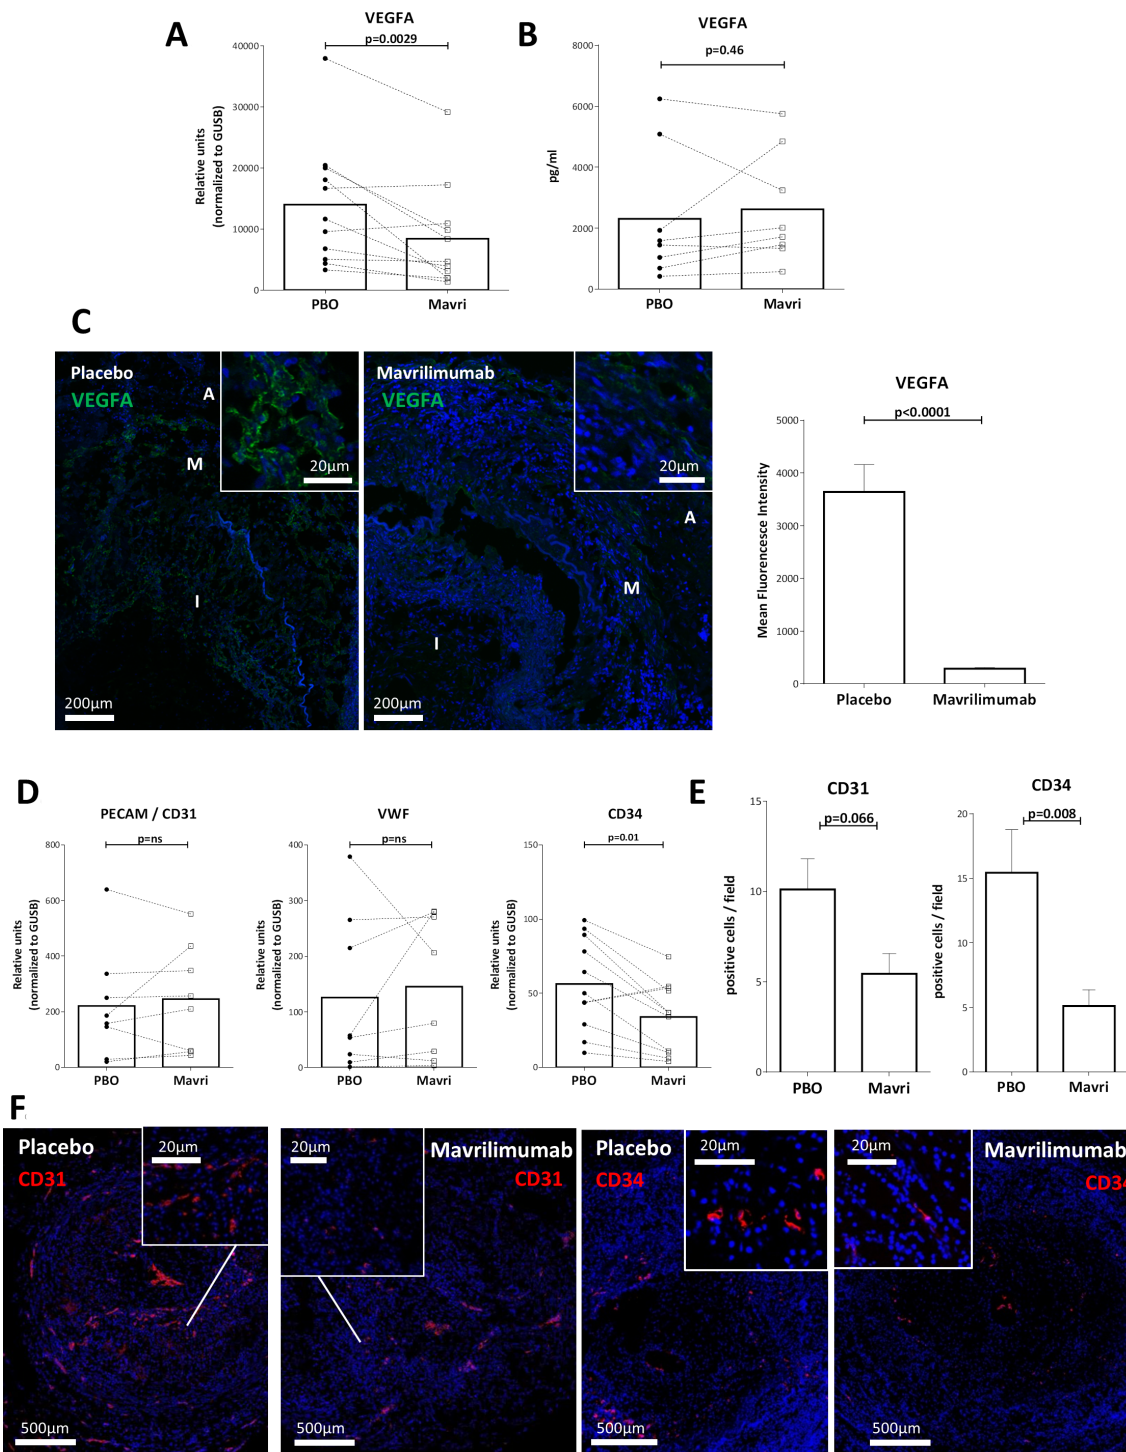 A
VEGFA
p=0.0029
Relative units
(normalized to GUSB)
40000
30000
20000
10000
0
PBO
Mavri
B
VEGFA
p=0.46
pg/ml
8000
6000
4000
2000
0
PBO
Mavri
C
Placebo
VEGFA
A
M
I
20μm
200μm
Mavrilimumab
VEGFA
20μm
A
M
I
200μm
VEGFA
p<0.0001
Mean Fluorencesce Intensity
5000
4000
3000
2000
1000
0
Placebo
Mavrilimumab
D
PECAM / CD31
p=ns
Relative units
(normalized to GUSB)
800
600
400
200
0
PBO
Mavri
VWF
p=ns
Relative units
(normalized to GUSB)
400
300
200
100
0
PBO
Mavri
CD34
p=0.01
Relative units
(normalized to GUSB)
150
100
50
0
PBO
Mavri
E
CD31
p=0.066
positive cells / field
15
10
5
0
PBO
Mavri
CD34
p=0.008
positive cells / field
20
15
10
5
0
PBO
Mavri
F
Placebo
CD31
20μm
500μm
20μm
Mavrilimumab
CD31
500μm
Placebo
CD34
20μm
500μm
20μm
Mavrilimumab
CD34
500μm